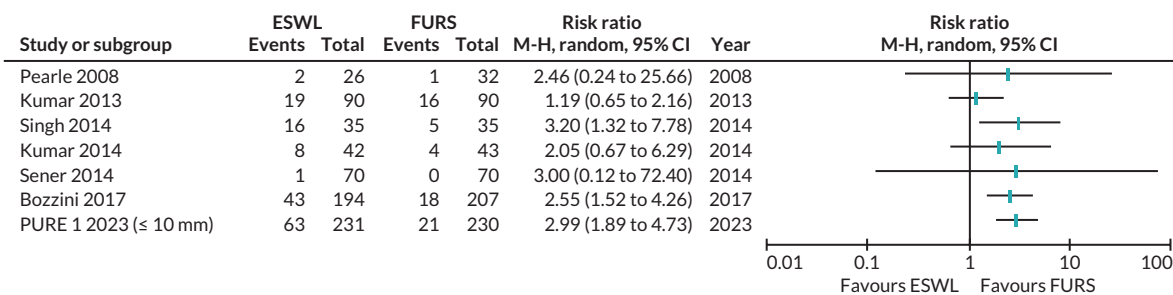 ESWL FURS Risk ratio Risk ratio
Study or subgroup Events Total Events Total M-H, random, 95% CI Year M-H, random, 95% CI
Pearle 2008 2 26 1 32 2.46 (0.24 to 25.66) 2008
Kumar 2013 19 90 16 90 1.19 (0.65 to 2.16) 2013
Singh 2014 16 35 5 35 3.20 (1.32 to 7.78) 2014
Kumar 2014 8 42 4 43 2.05 (0.67 to 6.29) 2014
Sener 2014 1 70 0 70 3.00 (0.12 to 72.40) 2014
Bozzini 2017 43 194 18 207 2.55 (1.52 to 4.26) 2017
PURE 1 2023 (≤ 10 mm) 63 231 21 230 2.99 (1.89 to 4.73) 2023
0.01 0.1 1 10 100
Favours ESWL Favours FURS